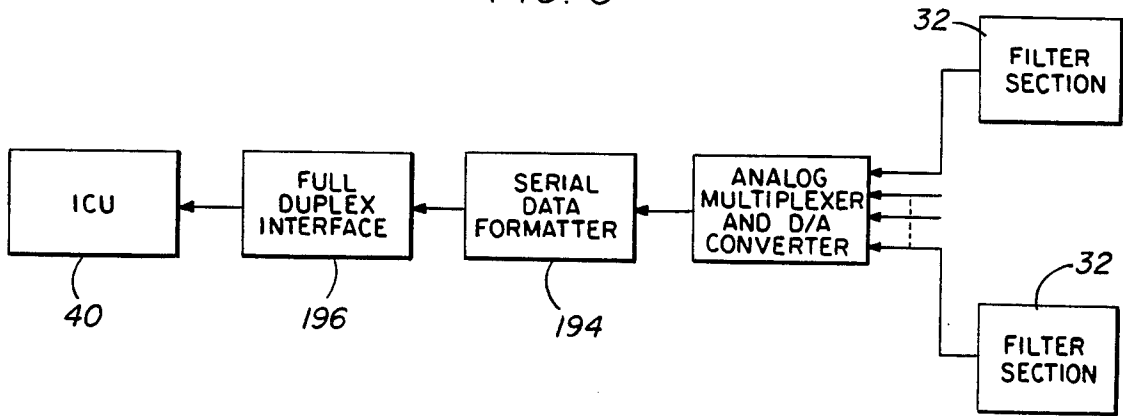 32
FILTER
SECTION
ICU
FULL
DUPLEX
INTERFACE
SERIAL
DATA
FORMATTER
ANALOG
MULTIPLEXER
AND D/A
CONVERTER
40
196
194
32
FILTER
SECTION